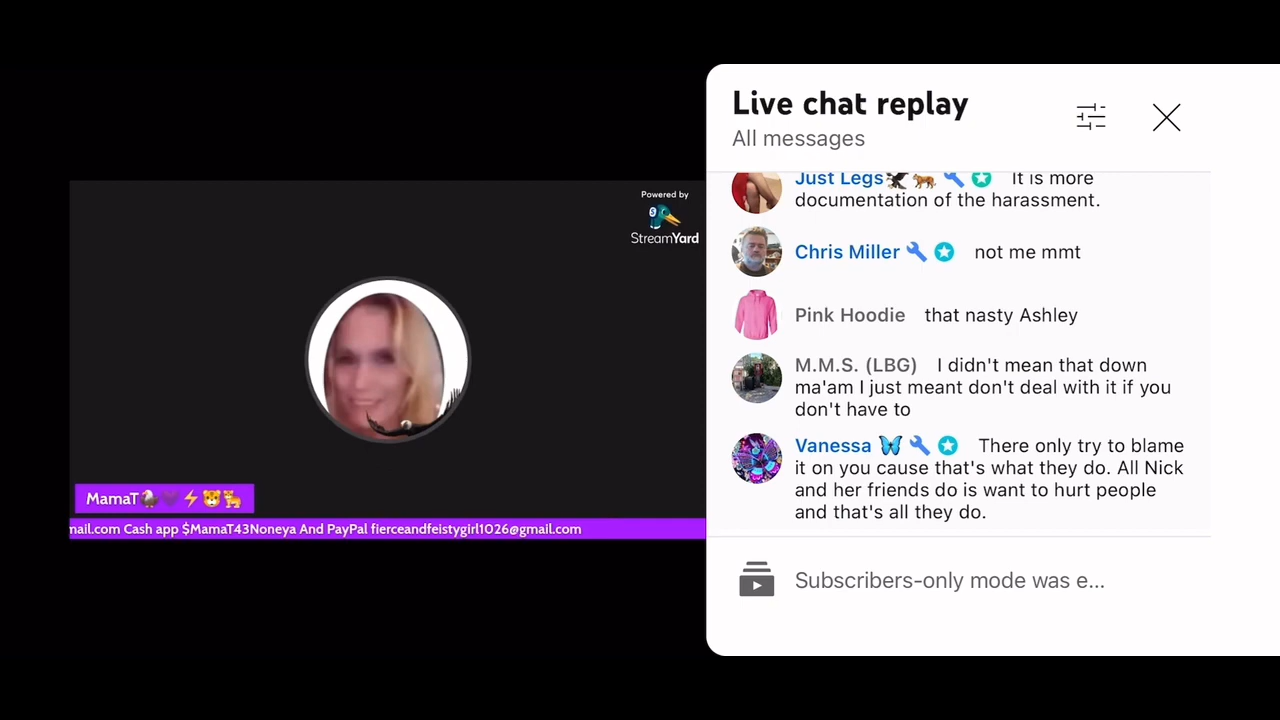 Live chat replay
All messages
Powered by
StreamYard
MamaT
mail.com Cash app $MamaT43Noneya And PayPal fierceandfeistygirl1026@gmail.com
Just Legs It is more
documentation of the harassment.
Chris Miller not me mmt
Pink Hoodie that nasty Ashley
M.M.S. (LBG) I didn't mean that down
ma'am I just meant don't deal with it if you
don't have to
Vanessa There only try to blame
it on you cause that's what they do. All Nick
and her friends do is want to hurt people
and that's all they do.
Subscribers-only mode was e...